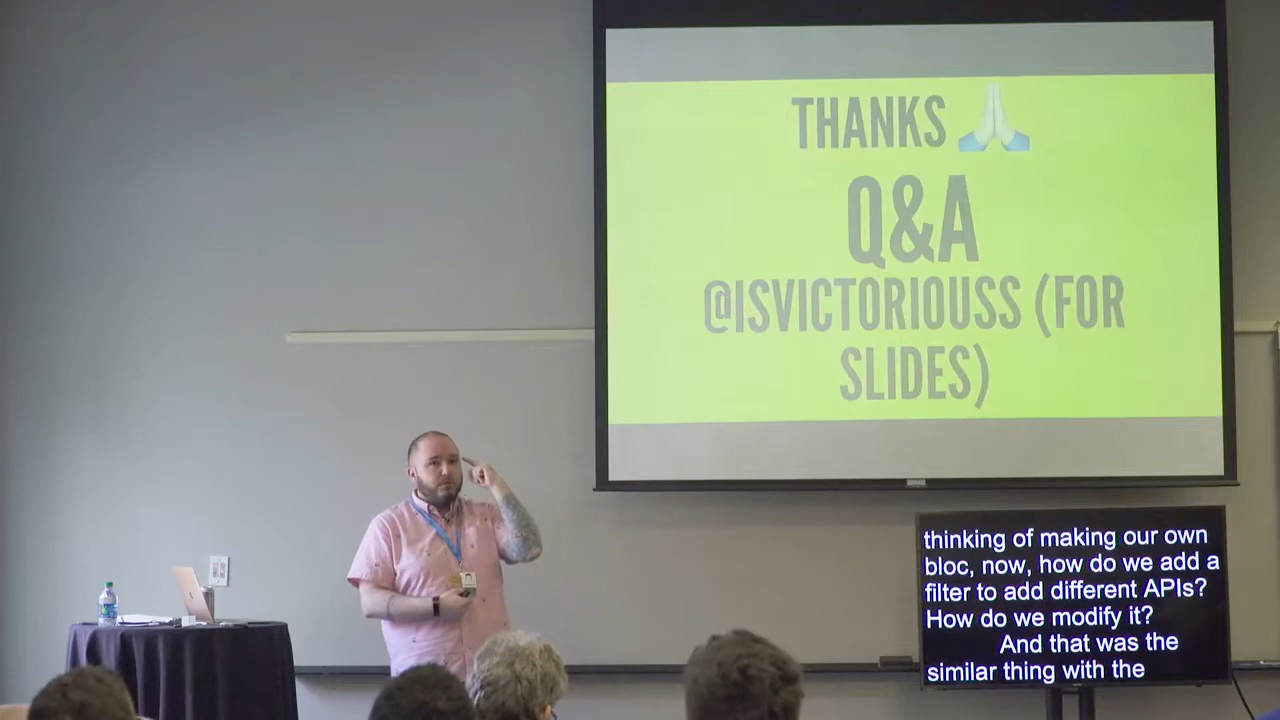 THANKS 🙏🏻
Q&A
@ISVICTORIOUSS (FOR
SLIDES)
thinking of making our own
bloc, now, how do we add a
filter to add different APIs?
How do we modify it?
And that was the
similar thing with the